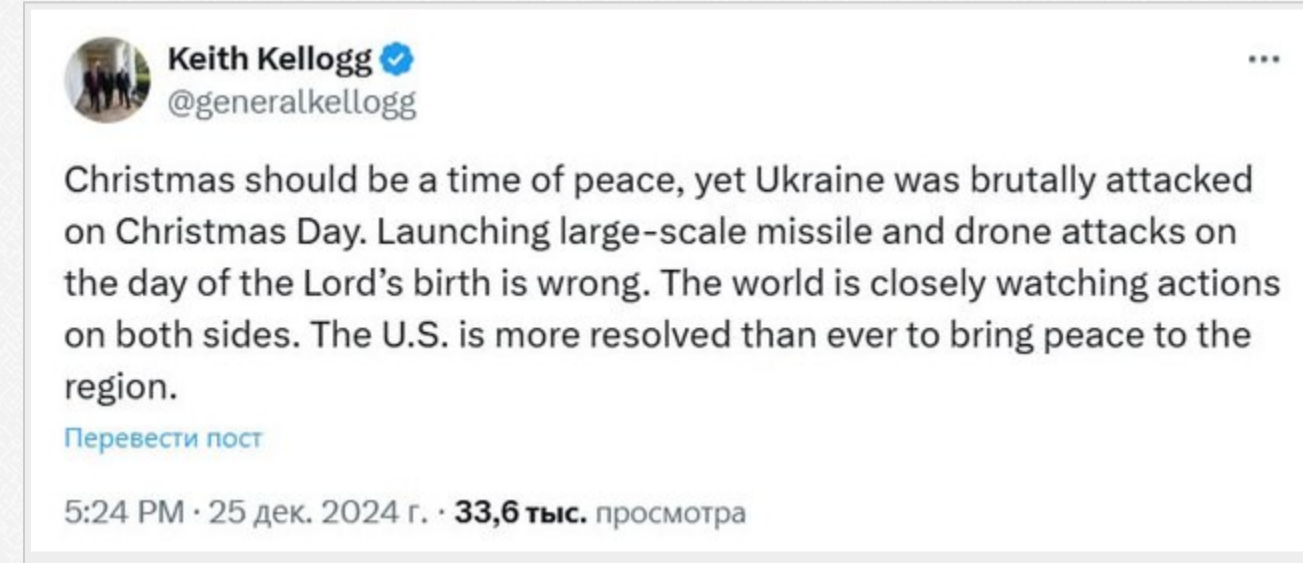 Keith Kellogg
@generalkellogg
Christmas should be a time of peace, yet Ukraine was brutally attacked
on Christmas Day. Launching large-scale missile and drone attacks on
the day of the Lord’s birth is wrong. The world is closely watching actions
on both sides. The U.S. is more resolved than ever to bring peace to the
region.
Перевести пост
5:24 PM · 25 дек. 2024 г. · 33,6 тыс. просмотра